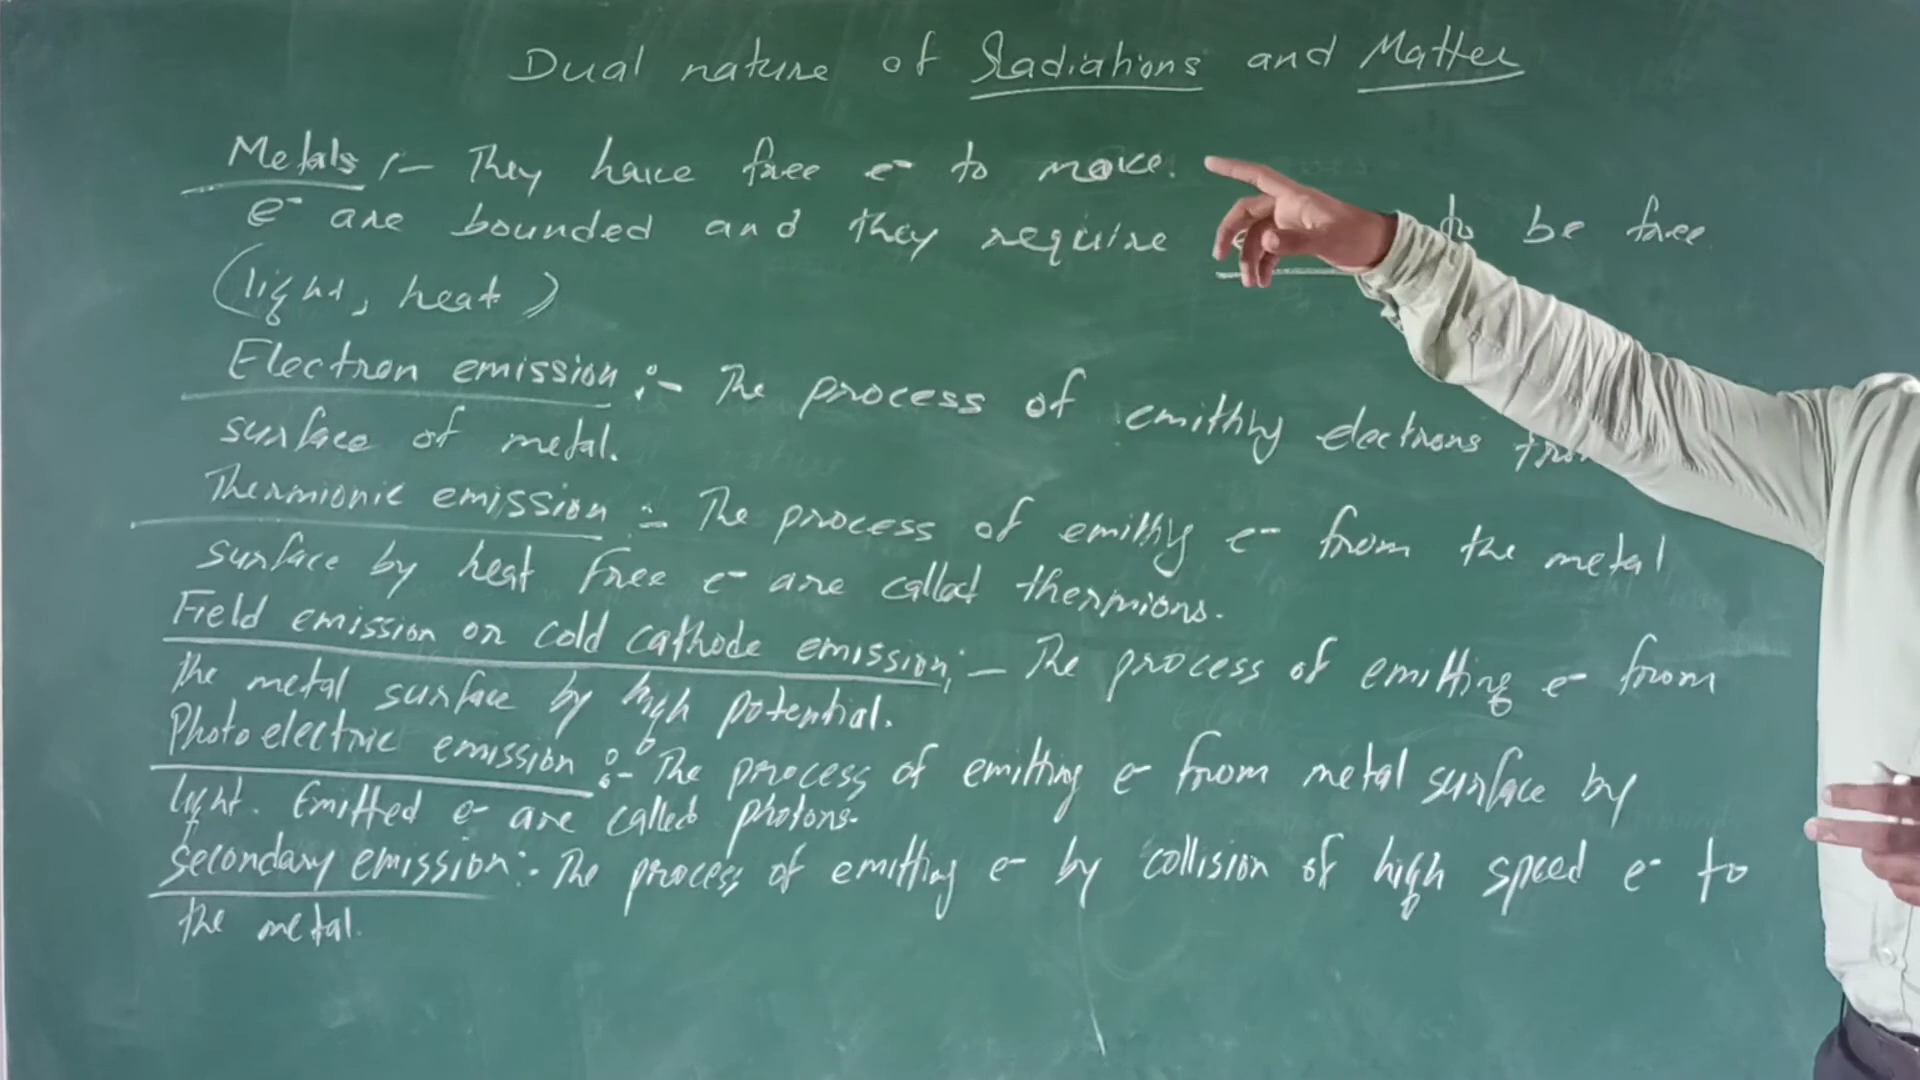 Dual nature of Radiations and Matter
Metals :- They have free e- to move.
e- are bounded and they require to be free
(light, heat)
Electron emission :- The process of emitting electrons from
surface of metal.
Thermionic emission :- The process of emitting e- from the metal
surface by heat Free e- are called thermions.
Field emission or cold cathode emission :- The process of emitting e- from
the metal surface by high potential.
Photoelectric emission :- The process of emitting e- from metal surface by
light. Emitted e- are called photons.
Secondary emission :- The process of emitting e- by collision of high speed e- to
the metal.